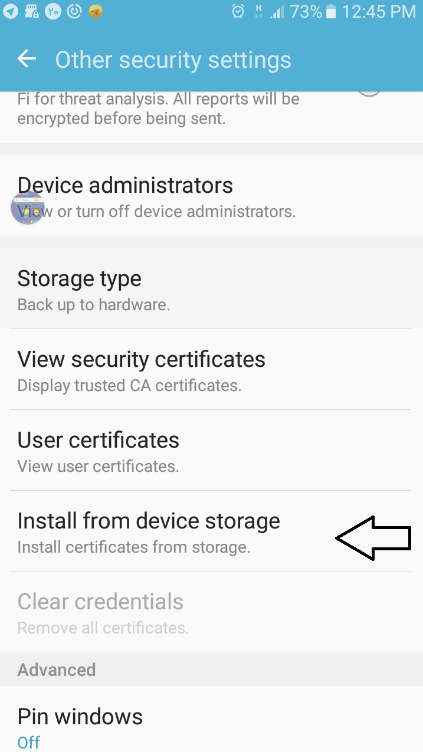 73% 12:45 PM
Other security settings
Fi for threat analysis. All reports will be
encrypted before being sent.
Device administrators
View or turn off device administrators.
Storage type
Back up to hardware.
View security certificates
Display trusted CA certificates.
User certificates
View user certificates.
Install from device storage
Install certificates from storage.
Clear credentials
Remove all certificates.
Advanced
Pin windows
Off